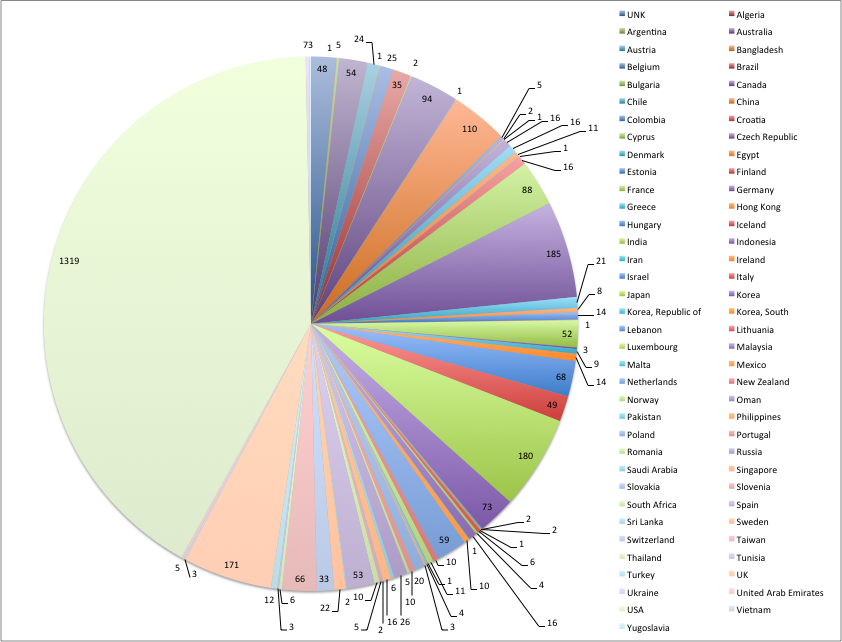 73
48
1
5
54
24
1
25
35
2
94
1
110
5
2
1
16
16
11
1
16
88
185
21
8
14
1
52
3
9
14
68
49
180
73
2
2
1
6
4
16
10
1
59
10
11
1
4
3
20
10
5
26
6
16
2
5
10
53
2
22
33
66
6
3
12
171
3
5
1319
UNK Algeria
Argentina Australia
Austria Bangladesh
Belgium Brazil
Bulgaria Canada
Chile China
Colombia Croatia
Cyprus Czech Republic
Denmark Egypt
Estonia Finland
France Germany
Greece Hong Kong
Hungary Iceland
India Indonesia
Iran Ireland
Israel Italy
Japan Korea
Korea, Republic of Korea, South
Lebanon Lithuania
Luxembourg Malaysia
Malta Mexico
Netherlands New Zealand
Norway Oman
Pakistan Philippines
Poland Portugal
Romania Russia
Saudi Arabia Singapore
Slovakia Slovenia
South Africa Spain
Sri Lanka Sweden
Switzerland Taiwan
Thailand Tunisia
Turkey UK
Ukraine United Arab Emirates
USA Vietnam
Yugoslavia